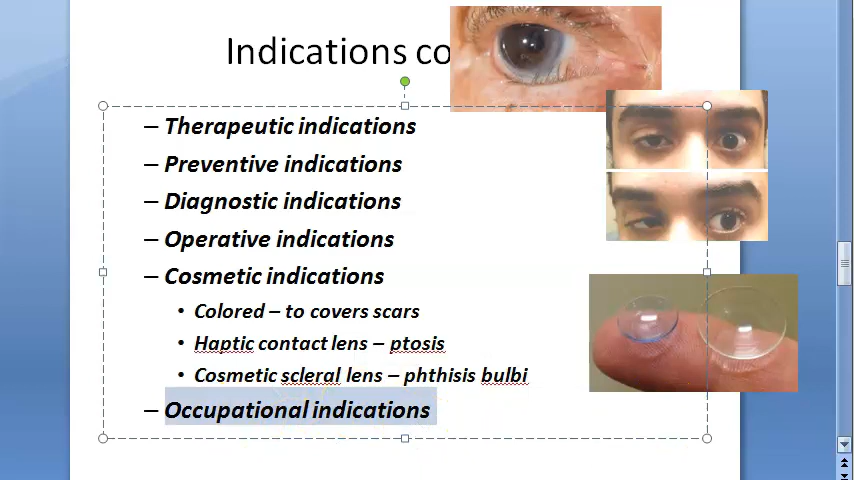 Indications co
– Therapeutic indications
– Preventive indications
– Diagnostic indications
– Operative indications
– Cosmetic indications
• Colored – to covers scars
• Haptic contact lens – ptosis
• Cosmetic scleral lens – phthisis bulbi
– Occupational indications